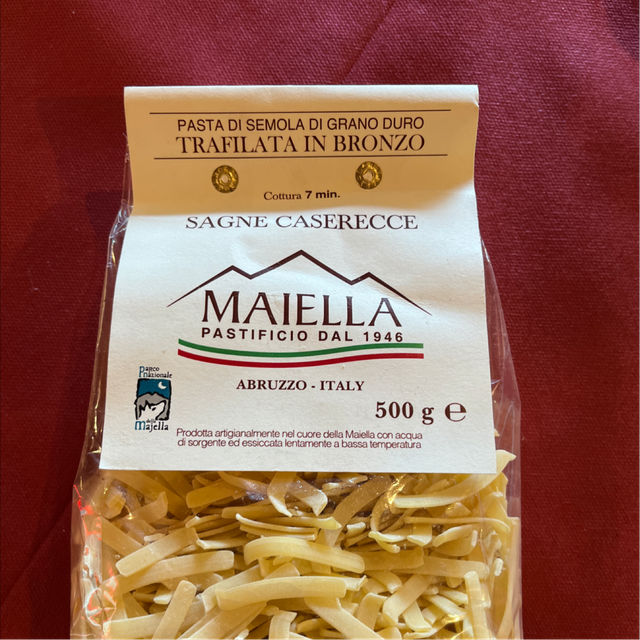 PASTA DI SEMOLA DI GRANO DURO
TRAFILATA IN BRONZO
Cottura 7 min.
SAGNE CASERECCE
MAIELLA
PASTIFICIO DAL 1946
ABRUZZO - ITALY
500 g ℮
Parco
Nazionale
della
Majella
Prodotta artigianalmente nel cuore della Maiella con acqua
di sorgente ed essiccata lentamente a bassa temperatura